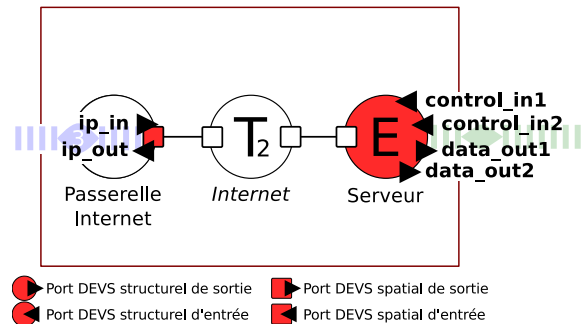 control_in1
ip_in
control_in2
3
T2
E
ip_out
data_out1
data_out2
Passerelle
Internet
Internet
Serveur
Port DEVS structurel de sortie
Port DEVS spatial de sortie
Port DEVS structurel d'entrée
Port DEVS spatial d'entrée